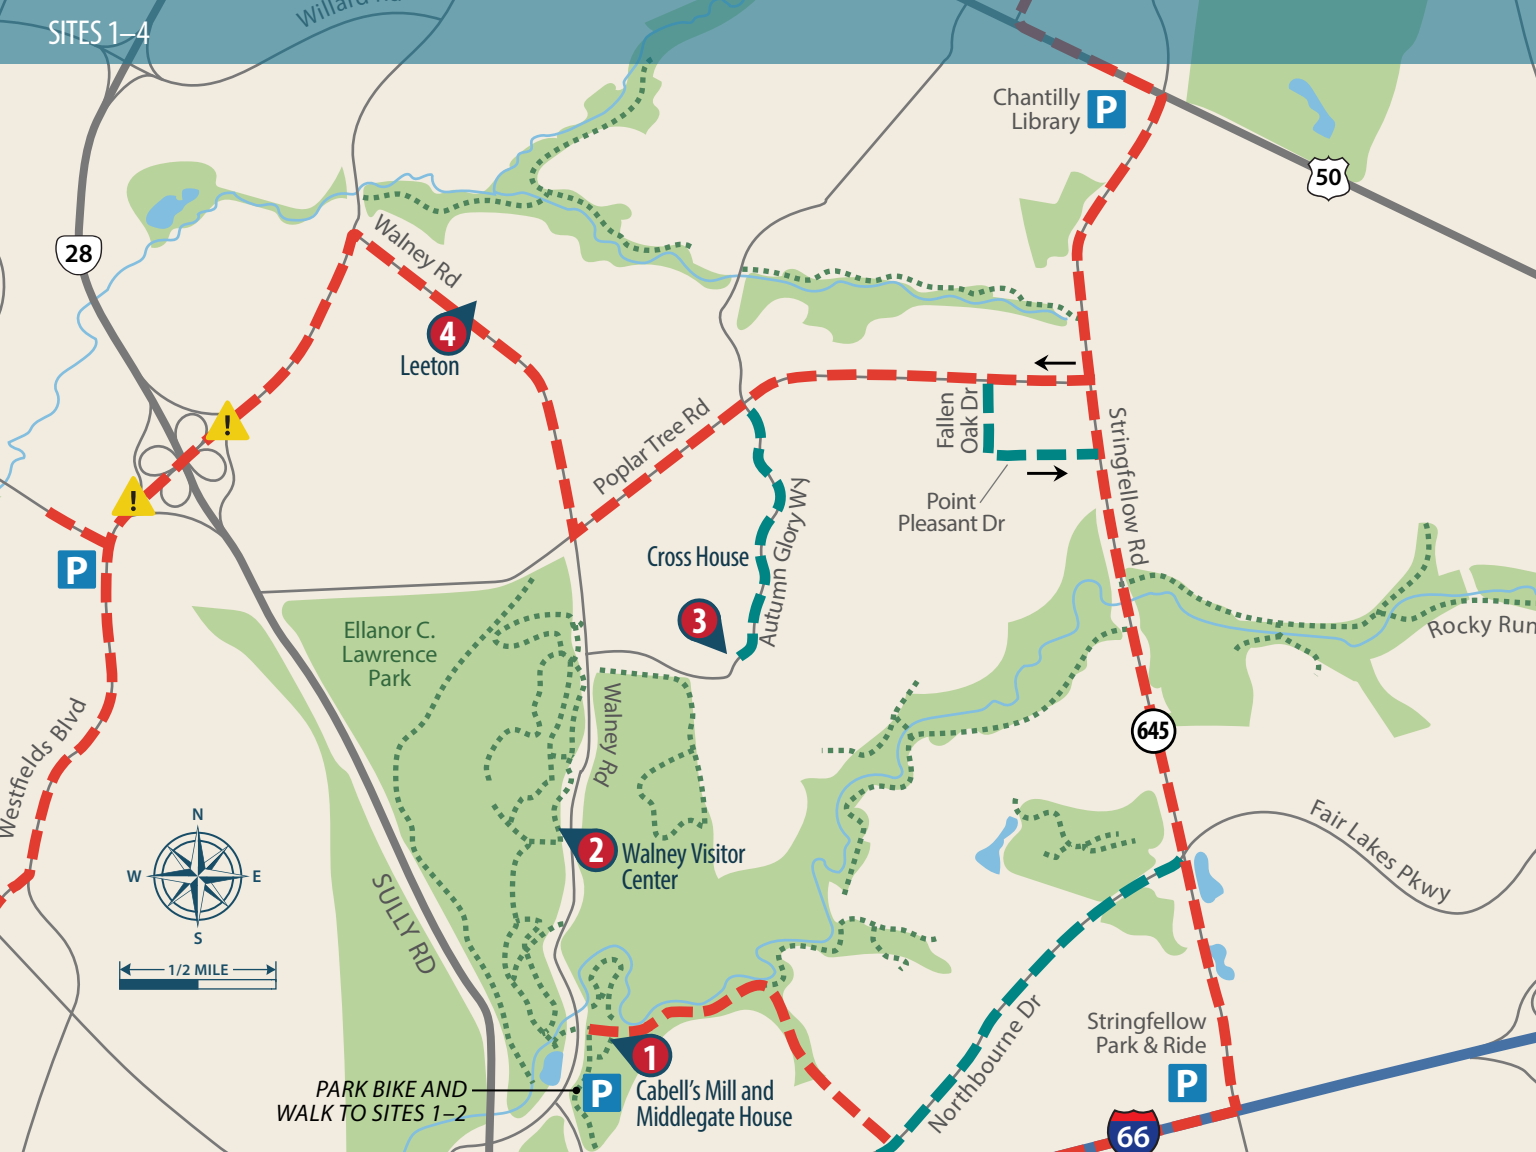 Willard Rd
SITES 1–4
Chantilly
Library
P
50
28
Walney Rd
4
Leeton
!
!
P
Poplar Tree Rd
Fallen
Oak Dr
Point
Pleasant Dr
Stringfellow Rd
Cross House
3
Autumn Glory Wy
Ellanor C.
Lawrence
Park
Rocky Run
Walney Rd
645
Westfields Blvd
N
W
E
S
1/2 MILE
SULLY RD
2
Walney Visitor
Center
Fair Lakes Pkwy
Northbourne Dr
Stringfellow
Park & Ride
P
66
1
PARK BIKE AND
WALK TO SITES 1–2
P
Cabell’s Mill and
Middlegate House